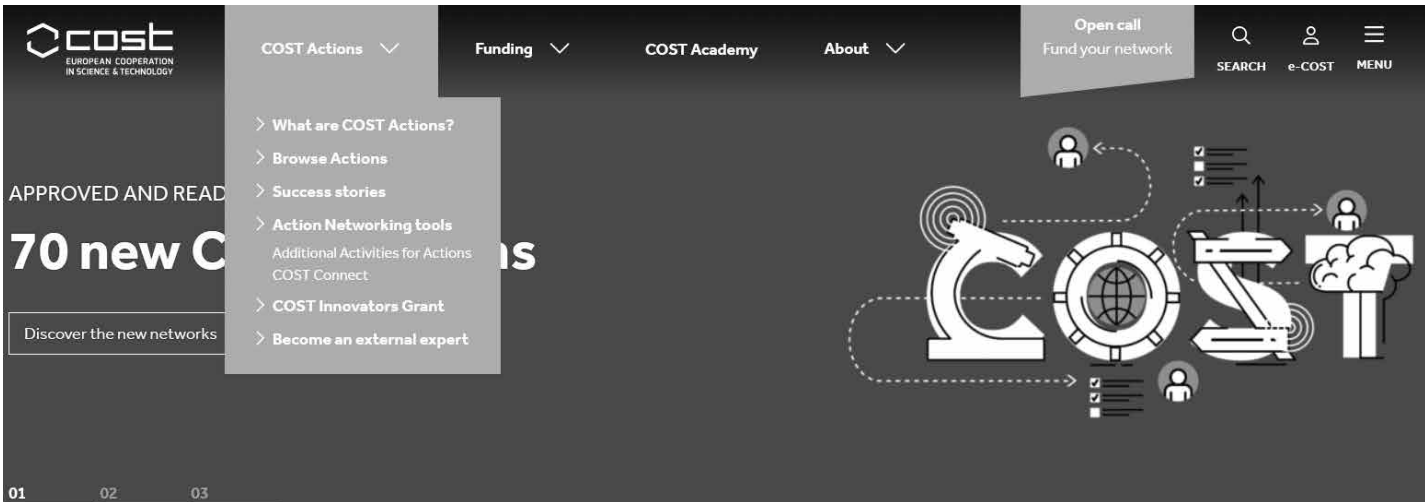 cost
EUROPEAN COOPERATION
IN SCIENCE & TECHNOLOGY
COST Actions
Funding
COST Academy
About
Open call
Fund your network
SEARCH
e-COST
MENU
What are COST Actions?
Browse Actions
Success stories
Action Networking tools
Additional Activities for Actions
COST Connect
COST Innovators Grant
Become an external expert
APPROVED AND READ
70 new C ns
Discover the new networks
COST
01 02 03